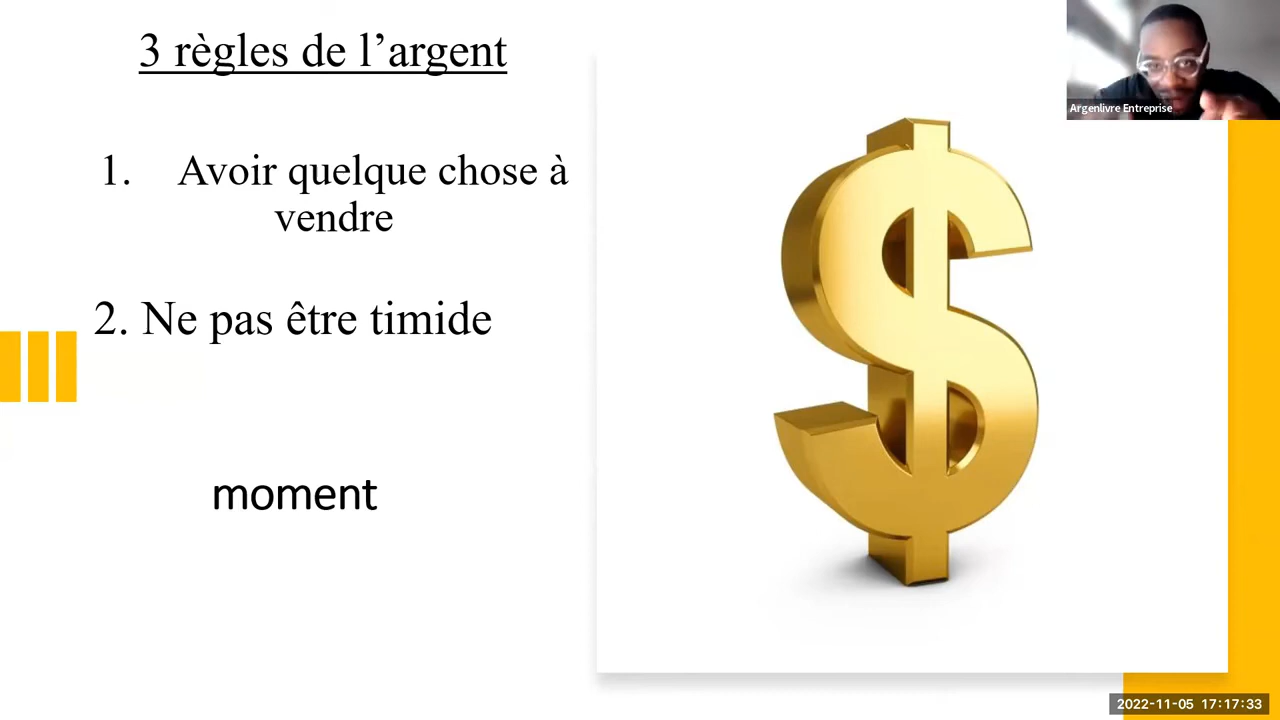 3 règles de l’argent
Argenlivre Entreprise
1. Avoir quelque chose à
vendre
2. Ne pas être timide
moment
2022-11-05 17:17:33